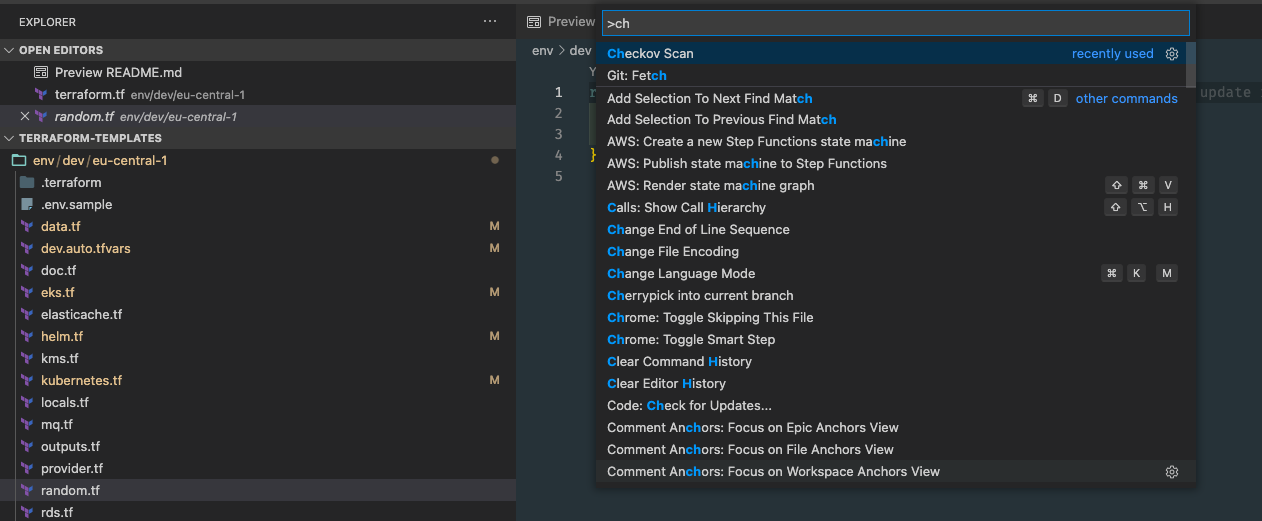 EXPLORER
OPEN EDITORS
Preview README.md
terraform.tf env/dev/eu-central-1
random.tf env/dev/eu-central-1
TERRAFORM-TEMPLATES
env/dev/eu-central-1
.terraform
.env.sample
data.tf M
dev.auto.tfvars M
doc.tf
eks.tf M
elasticache.tf
helm.tf M
kms.tf
kubernetes.tf M
locals.tf
mq.tf
outputs.tf
provider.tf
random.tf
rds.tf
Preview
env > dev
Y
1 r
2
3
4 }
5
update
>ch
Checkov Scan recently used
Git: Fetch
Add Selection To Next Find Match ⌘ D other commands
Add Selection To Previous Find Match
AWS: Create a new Step Functions state machine
AWS: Publish state machine to Step Functions
AWS: Render state machine graph ⇧ ⌘ V
Calls: Show Call Hierarchy ⇧ ⌥ H
Change End of Line Sequence
Change File Encoding
Change Language Mode ⌘ K M
Cherrypick into current branch
Chrome: Toggle Skipping This File
Chrome: Toggle Smart Step
Clear Command History
Clear Editor History
Code: Check for Updates...
Comment Anchors: Focus on Epic Anchors View
Comment Anchors: Focus on File Anchors View
Comment Anchors: Focus on Workspace Anchors View